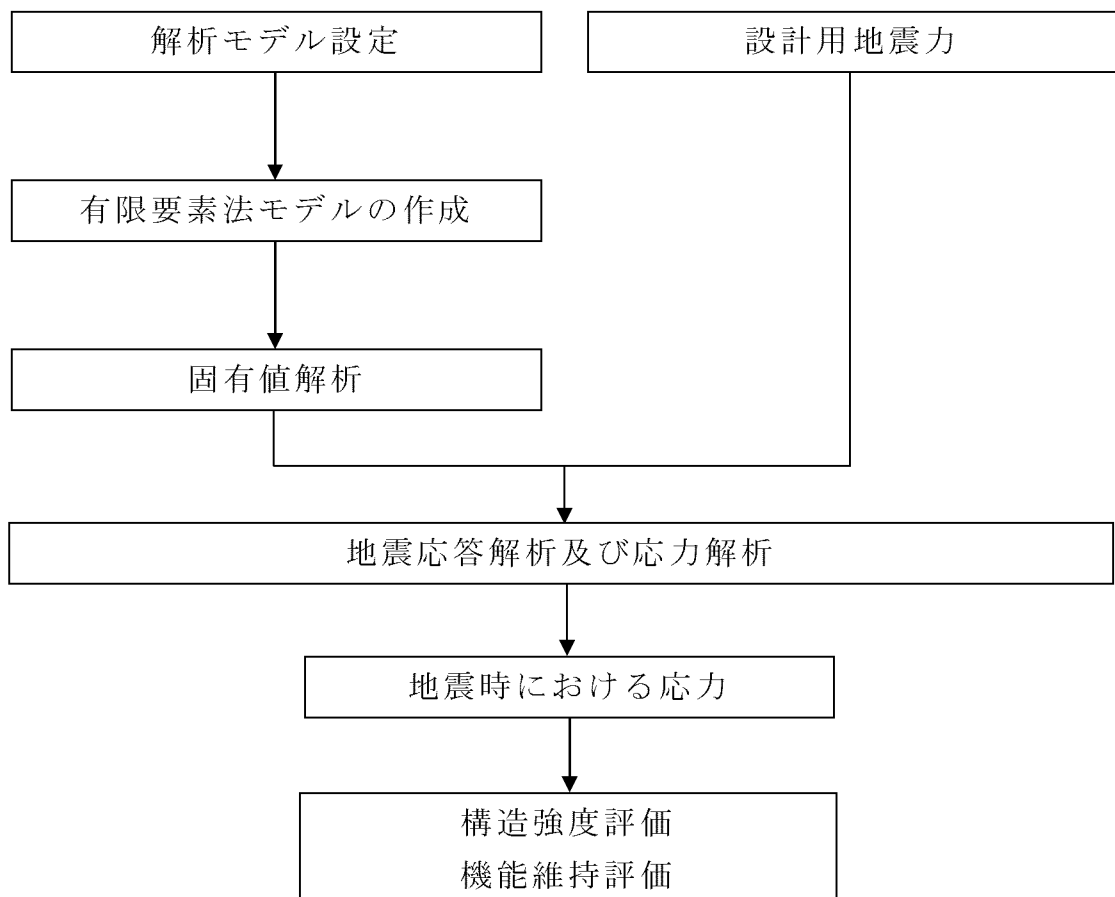 解析モデル設定
設計用地震力
有限要素法モデルの作成
固有値解析
地震応答解析及び応力解析
地震時における応力
構造強度評価
機能維持評価